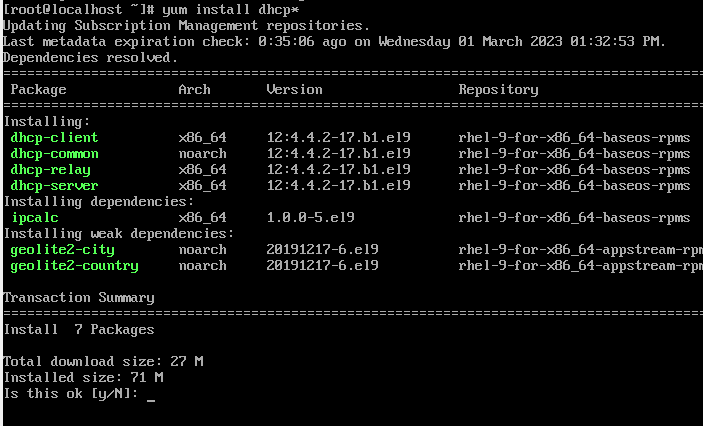 [root@localhost ~]# yum install dhcp*
Updating Subscription Management repositories.
Last metadata expiration check: 0:35:06 ago on Wednesday 01 March 2023 01:32:53 PM.
Dependencies resolved.
================================================================================
Package Arch Version Repository
================================================================================
Installing:
dhcp-client x86_64 12:4.4.2-17.b1.el9 rhel-9-for-x86_64-baseos-rpms
dhcp-common noarch 12:4.4.2-17.b1.el9 rhel-9-for-x86_64-baseos-rpms
dhcp-relay x86_64 12:4.4.2-17.b1.el9 rhel-9-for-x86_64-baseos-rpms
dhcp-server x86_64 12:4.4.2-17.b1.el9 rhel-9-for-x86_64-baseos-rpms
Installing dependencies:
ipcalc x86_64 1.0.0-5.el9 rhel-9-for-x86_64-baseos-rpms
Installing weak dependencies:
geolite2-city noarch 20191217-6.el9 rhel-9-for-x86_64-appstream-rpm
geolite2-country noarch 20191217-6.el9 rhel-9-for-x86_64-appstream-rpm

Transaction Summary
================================================================================
Install 7 Packages

Total download size: 27 M
Installed size: 71 M
Is this ok [y/N]: _